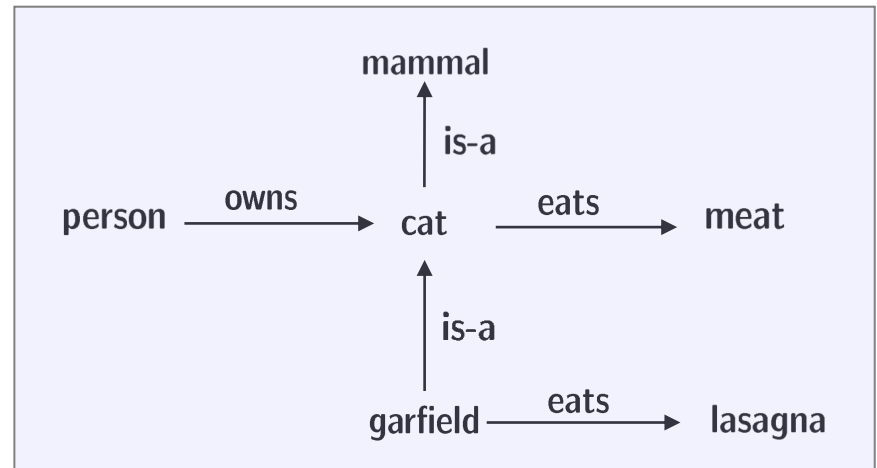 mammal
is-a
owns
eats
person
cat
meat
is-a
eats
garfield
lasagna